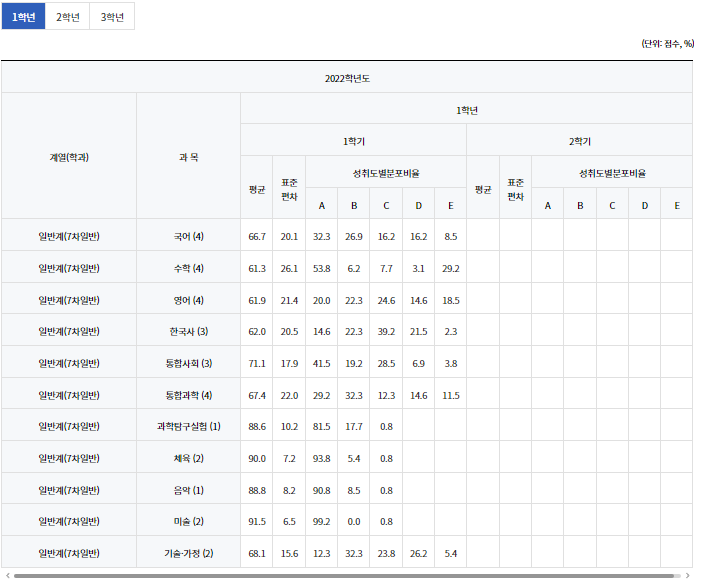 1학년 2학년 3학년
(단위: 점수, %)
2022학년도
계열(학과) 과 목 1학년
1학기 2학기
평균 표준 편차 성취도별분포비율 평균 표준 편차 성취도별분포비율
A B C D E A B C D E
일반계(7차일반) 국어 (4) 66.7 20.1 32.3 26.9 16.2 16.2 8.5
일반계(7차일반) 수학 (4) 61.3 26.1 53.8 6.2 7.7 3.1 29.2
일반계(7차일반) 영어 (4) 61.9 21.4 20.0 22.3 24.6 14.6 18.5
일반계(7차일반) 한국사 (3) 62.0 20.5 14.6 22.3 39.2 21.5 2.3
일반계(7차일반) 통합사회 (3) 71.1 17.9 41.5 19.2 28.5 6.9 3.8
일반계(7차일반) 통합과학 (4) 67.4 22.0 29.2 32.3 12.3 14.6 11.5
일반계(7차일반) 과학탐구실험 (1) 88.6 10.2 81.5 17.7 0.8
일반계(7차일반) 체육 (2) 90.0 7.2 93.8 5.4 0.8
일반계(7차일반) 음악 (1) 88.8 8.2 90.8 8.5 0.8
일반계(7차일반) 미술 (2) 91.5 6.5 99.2 0.0 0.8
일반계(7차일반) 기술·가정 (2) 68.1 15.6 12.3 32.3 23.8 26.2 5.4